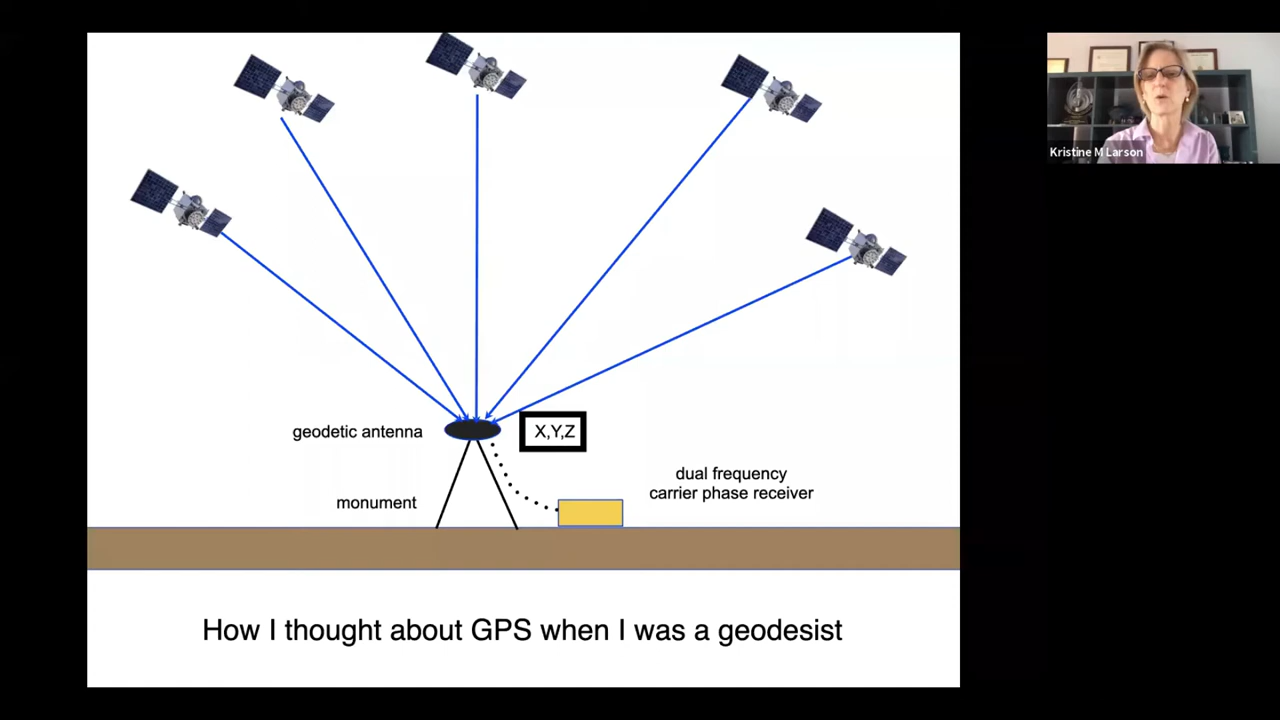 Kristine M Larson
geodetic antenna
X,Y,Z
dual frequency
carrier phase receiver
monument
How I thought about GPS when I was a geodesist